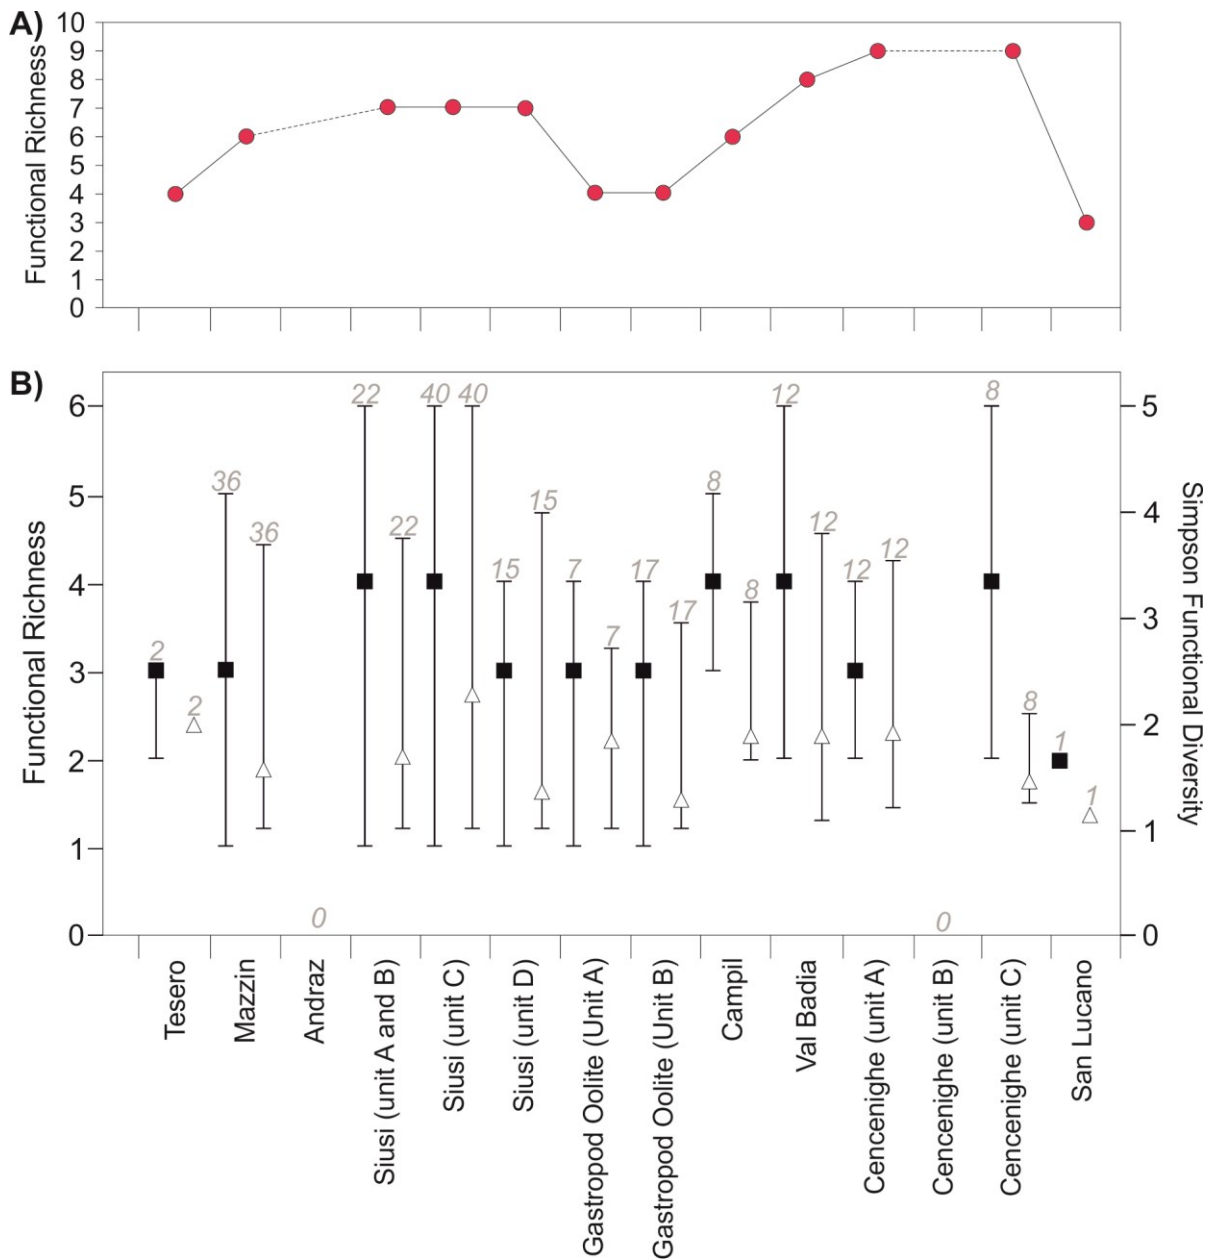 A)
Functional Richness
10
9
8
7
6
5
4
3
2
1
0
B)
Functional Richness
6
5
4
3
2
1
0
22 40 40 12 8
36 8
36 22 15 12
15 7 17 12 12
8
2 7 17
2 8
1
1
0 0
5
4
3
2
1
0
Simpson Functional Diversity
Tesero
Mazzin
Andraz
Siusi (unit A and B)
Siusi (unit C)
Siusi (unit D)
Gastropod Oolite (Unit A)
Gastropod Oolite (Unit B)
Campil
Val Badia
Cencenighe (unit A)
Cencenighe (unit B)
Cencenighe (unit C)
San Lucano